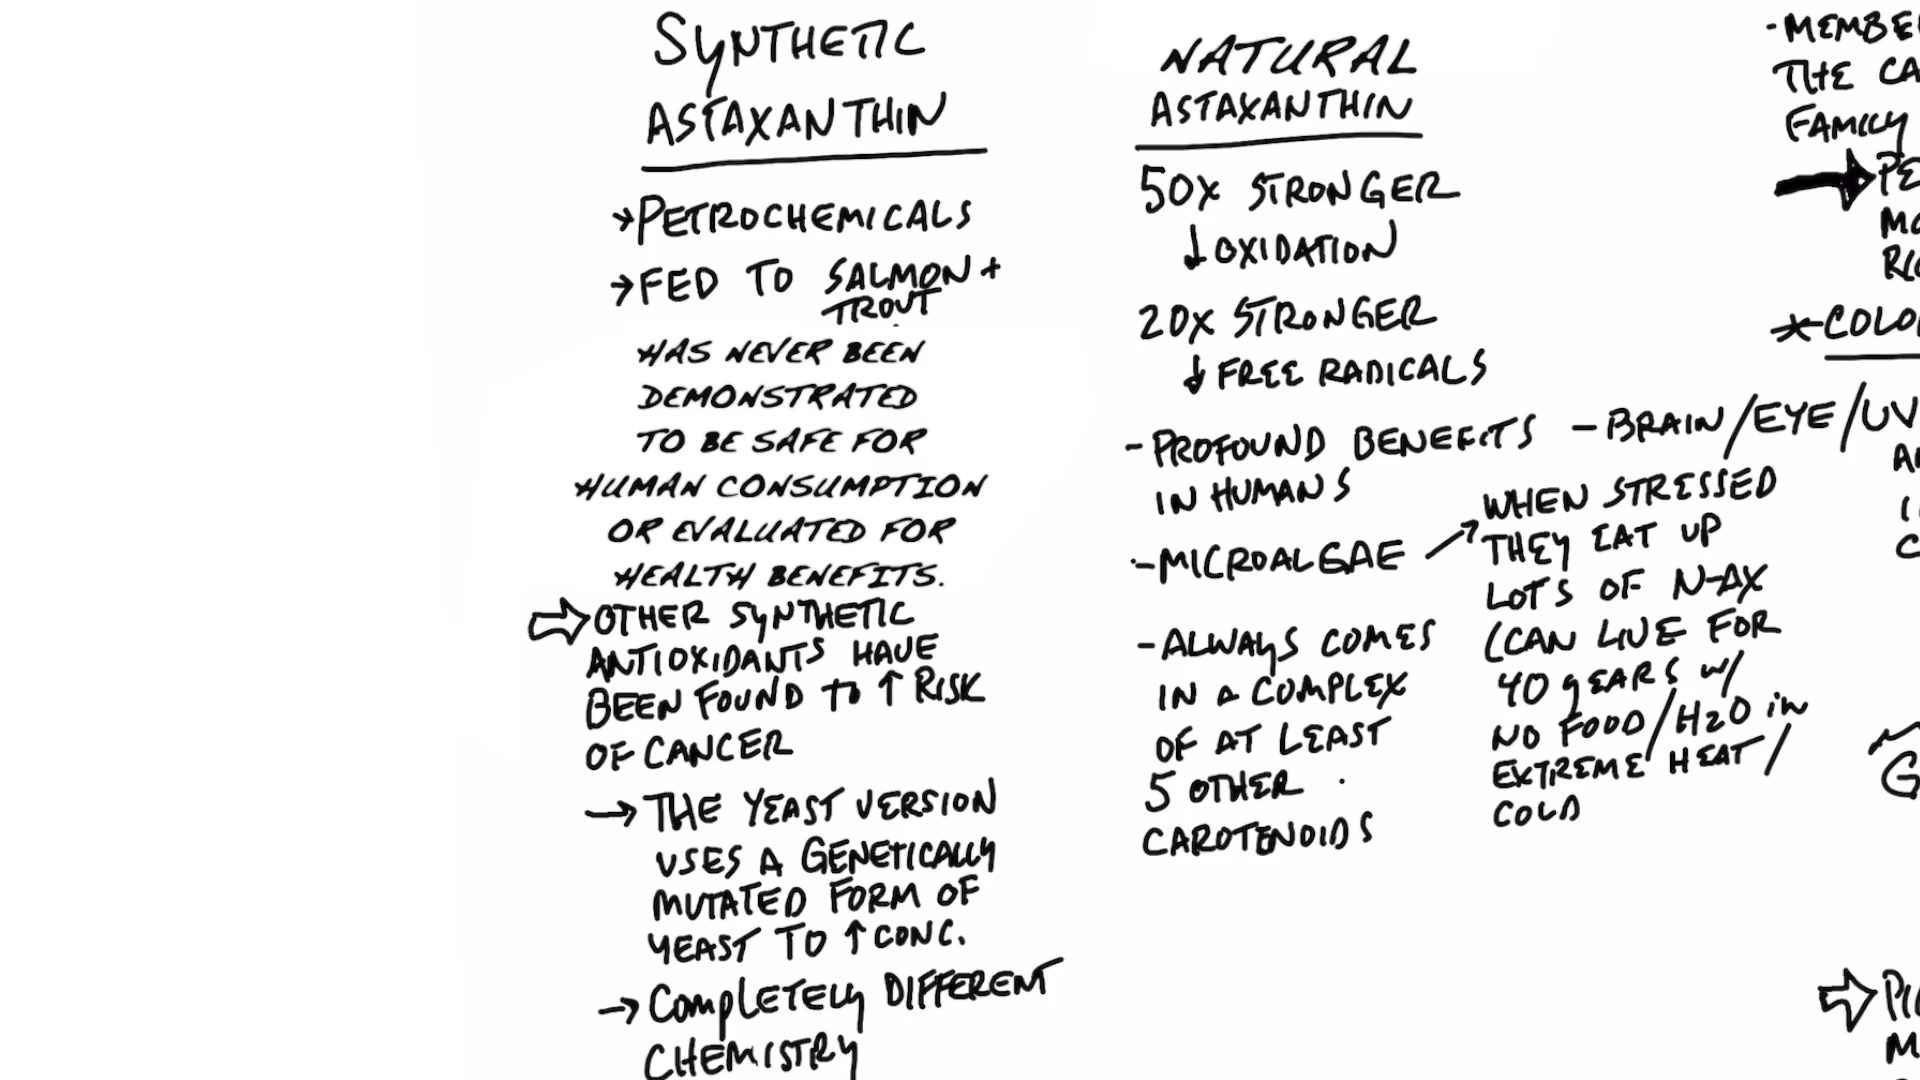 SYNTHETIC
ASTAXANTHIN
→PETROCHEMICALS
→FED TO SALMON +
TROUT
HAS NEVER BEEN
DEMONSTRATED
TO BE SAFE FOR
HUMAN CONSUMPTION
OR EVALUATED FOR
HEALTH BENEFITS.
⇨OTHER SYNTHETIC
ANTIOXIDANTS HAVE
BEEN FOUND TO ↑ RISK
OF CANCER
→ THE YEAST VERSION
USES A GENETICALLY
MUTATED FORM OF
YEAST TO ↑ CONC.
→ COMPLETELY DIFFERENT
CHEMISTRY
NATURAL
ASTAXANTHIN
50X STRONGER
↓ OXIDATION
20X STRONGER
↓ FREE RADICALS
- PROFOUND BENEFITS - BRAIN/EYE/UV
IN HUMANS
- MICROALGAE
- ALWAYS COMES
IN A COMPLEX
OF AT LEAST
5 OTHER
CAROTENOIDS
WHEN STRESSED
THEY EAT UP
LOTS OF N-AX
(CAN LIVE FOR
40 YEARS W/
NO FOOD/H2O in
EXTREME HEAT/
COLD
THE
FAMILY